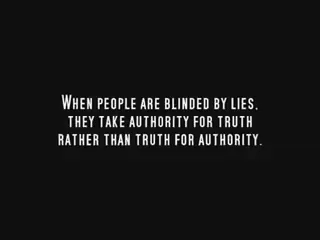 When people are blinded by lies,
they take authority for truth
rather than truth for authority.